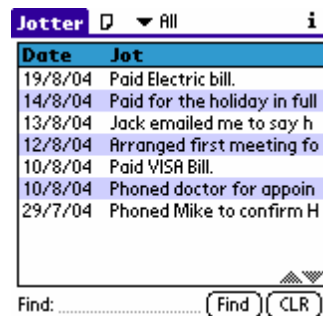 Jotter All i
Date Jot
19/8/04 Paid Electric bill.
14/8/04 Paid for the holiday in full
13/8/04 Jack emailed me to say h
12/8/04 Arranged first meeting fo
10/8/04 Paid VISA Bill.
10/8/04 Phoned doctor for appoin
29/7/04 Phoned Mike to confirm H
Find: Find CLR